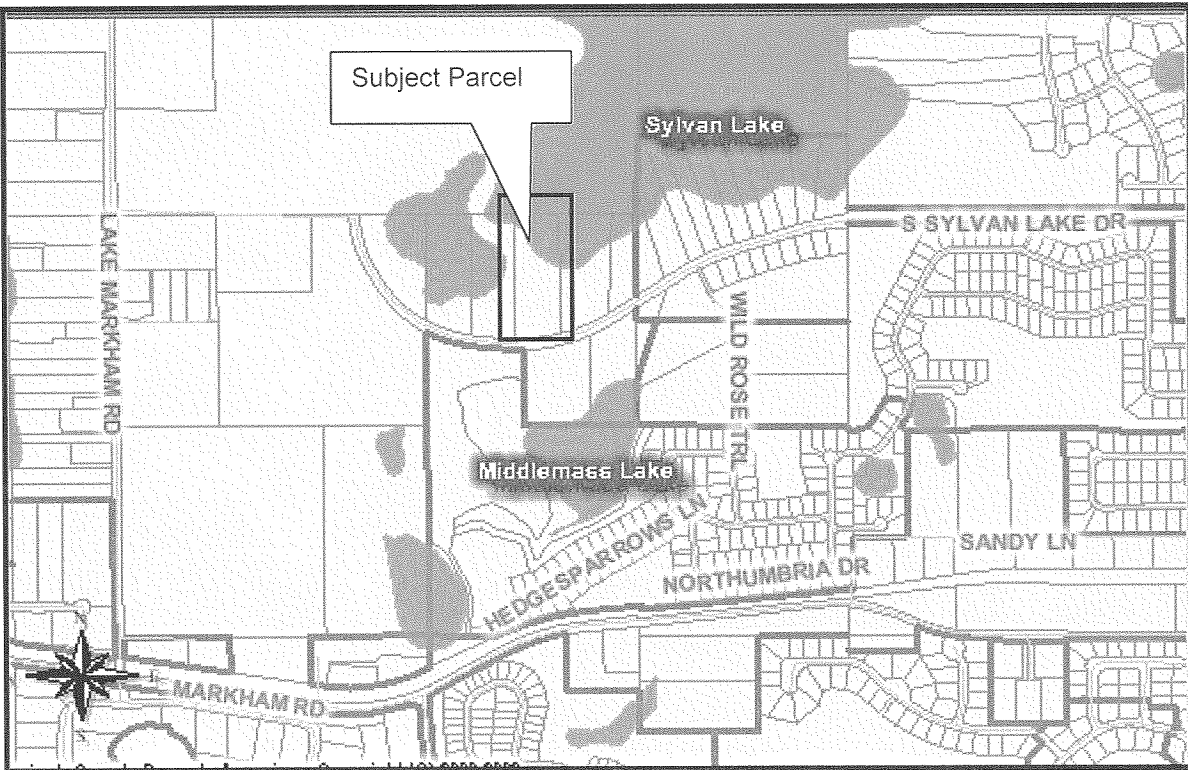 Subject Parcel
Sylvan Lake
S SYLVAN LAKE DR
LAKE MARKHAM RD
WILD ROSE TRL
Middlemass Lake
HEDGESPARROWS LN
SANDY LN
NORTHUMBRIA DR
MARKHAM RD